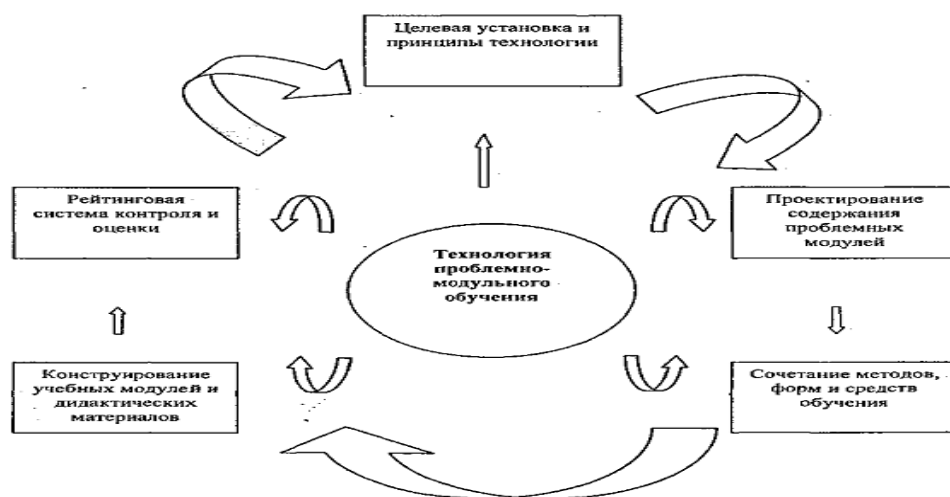 Целевая установка и
принципы технологии
Рейтинговая
система контроля и
оценки
Проектирование
содержания
проблемных
модулей
Технология
проблемно-
модульного
обучения
Конструирование
учебных модулей и
дидактических
материалов
Сочетание методов,
форм и средств
обучения